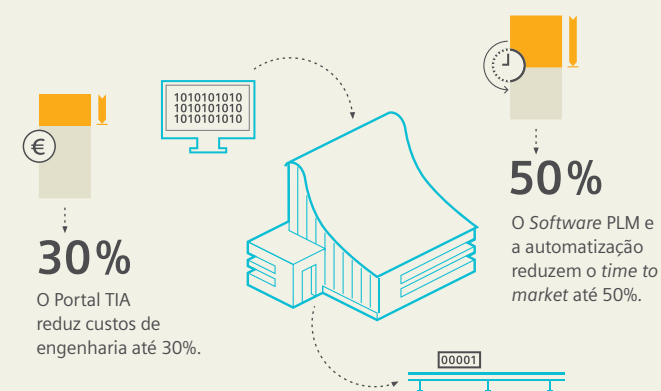 1010101010
1010101010
1010101010
€
30%
O Portal TIA
reduz custos de
engenharia até 30%.
50%
O Software PLM e
a automatização
reduzem o time to
market até 50%.
00001